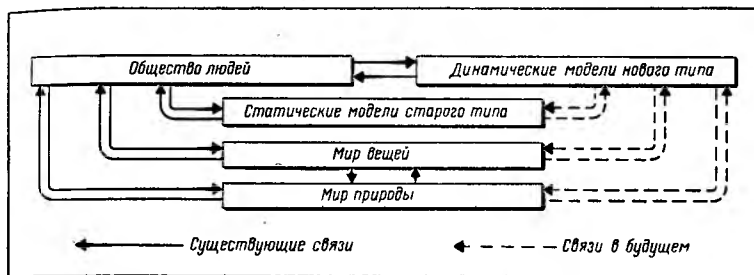 Общество людей
Динамические модели нового типа
Статические модели старого типа
Мир вещей
Мир природы
Существующие связи
Связи в будущем